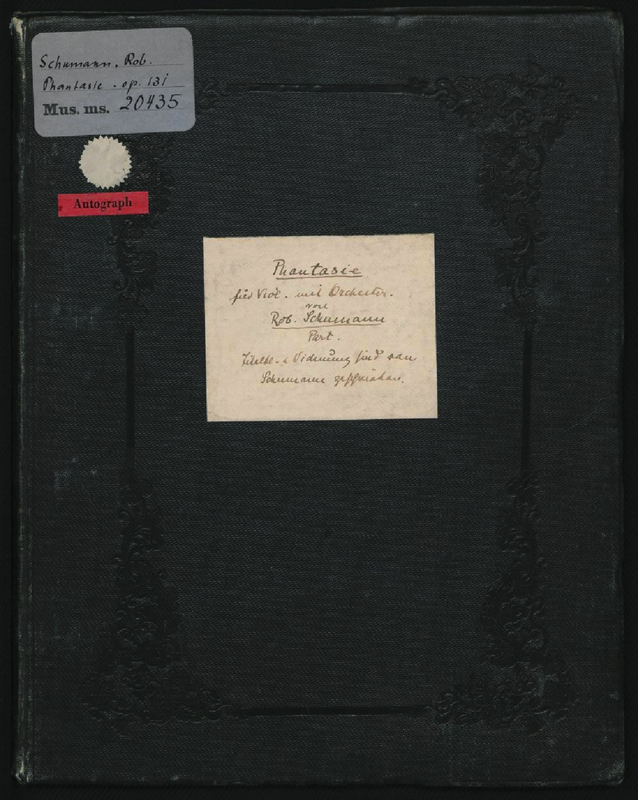 Schumann, Rob.
Phantasie - op. 131
Mus. ms. 20435
Autograph
Phantasie
für Viol. mit Orchester.
von
Rob. Schumann
Part.
Titelbl. u Widmung sind von
Schumann geschrieben.